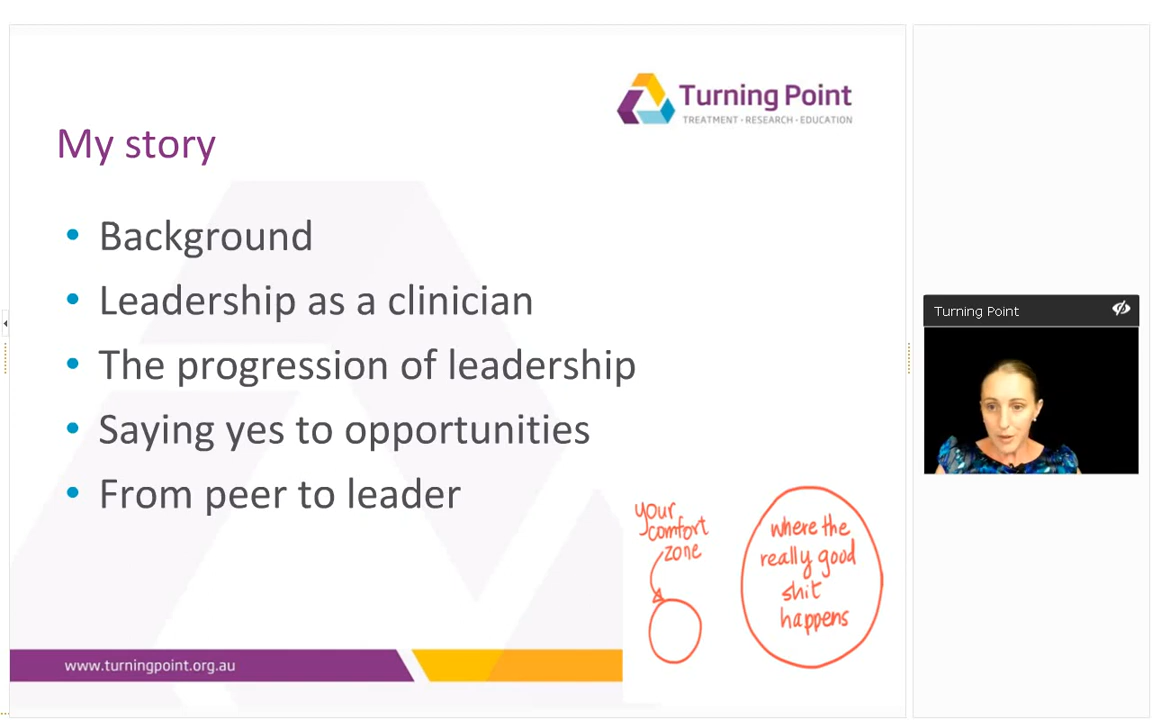 Turning Point
TREATMENT • RESEARCH • EDUCATION
My story
• Background
• Leadership as a clinician
• The progression of leadership
• Saying yes to opportunities
• From peer to leader
your
comfort
zone
where the
really good
shit
happens
www.turningpoint.org.au
Turning Point